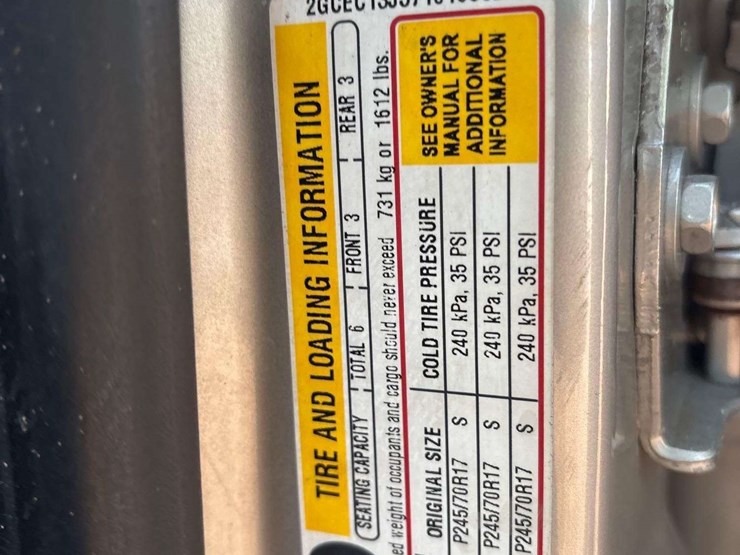 TIRE AND LOADING INFORMATION
SEATING CAPACITY TOTAL 6 FRONT 3 REAR 3
weight of occupants and cargo should never exceed 731 kg or 1612 lbs.
ORIGINAL SIZE COLD TIRE PRESSURE
P245/70R17 S 240 kPa, 35 PSI
P245/70R17 S 240 kPa, 35 PSI
P245/70R17 S 240 kPa, 35 PSI
SEE OWNER'S
MANUAL FOR
ADDITIONAL
INFORMATION